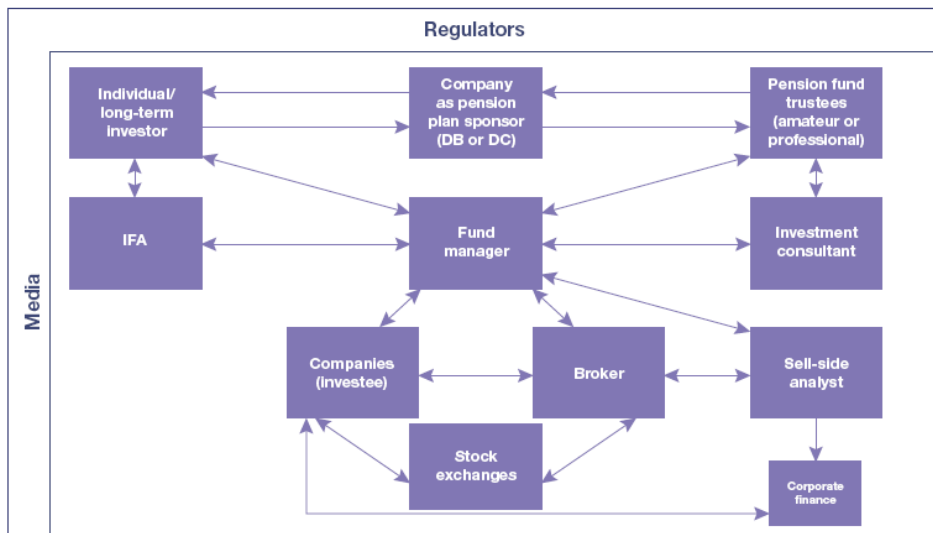 Regulators
Media
Individual/
long-term
investor
Company
as pension
plan sponsor
(DB or DC)
Pension fund
trustees
(amateur or
professional)
IFA
Fund
manager
Investment
consultant
Companies
(investee)
Broker
Sell-side
analyst
Stock
exchanges
Corporate
finance